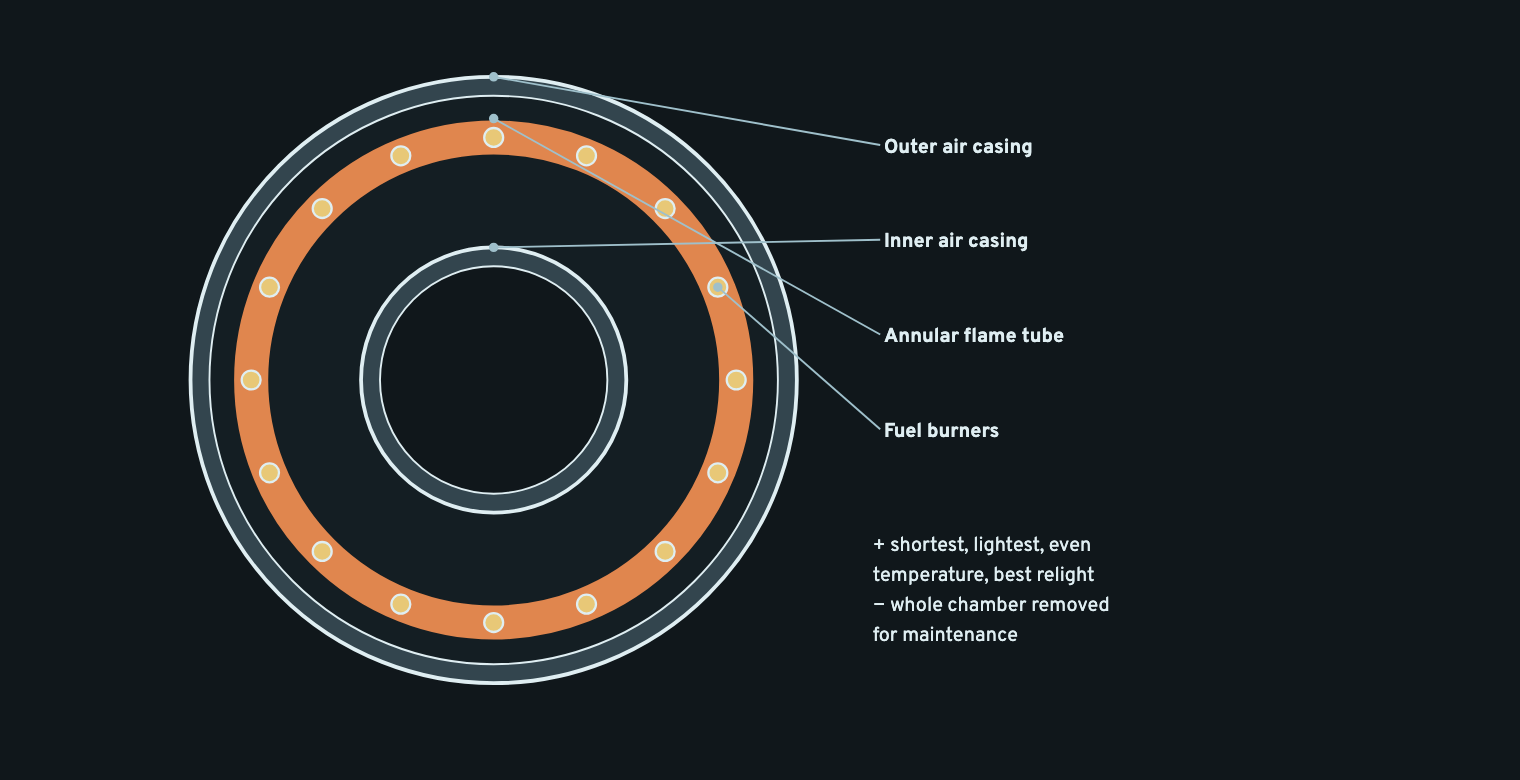 Outer air casing
Inner air casing
Annular flame tube
Fuel burners
+ shortest, lightest, even
temperature, best relight
− whole chamber removed
for maintenance